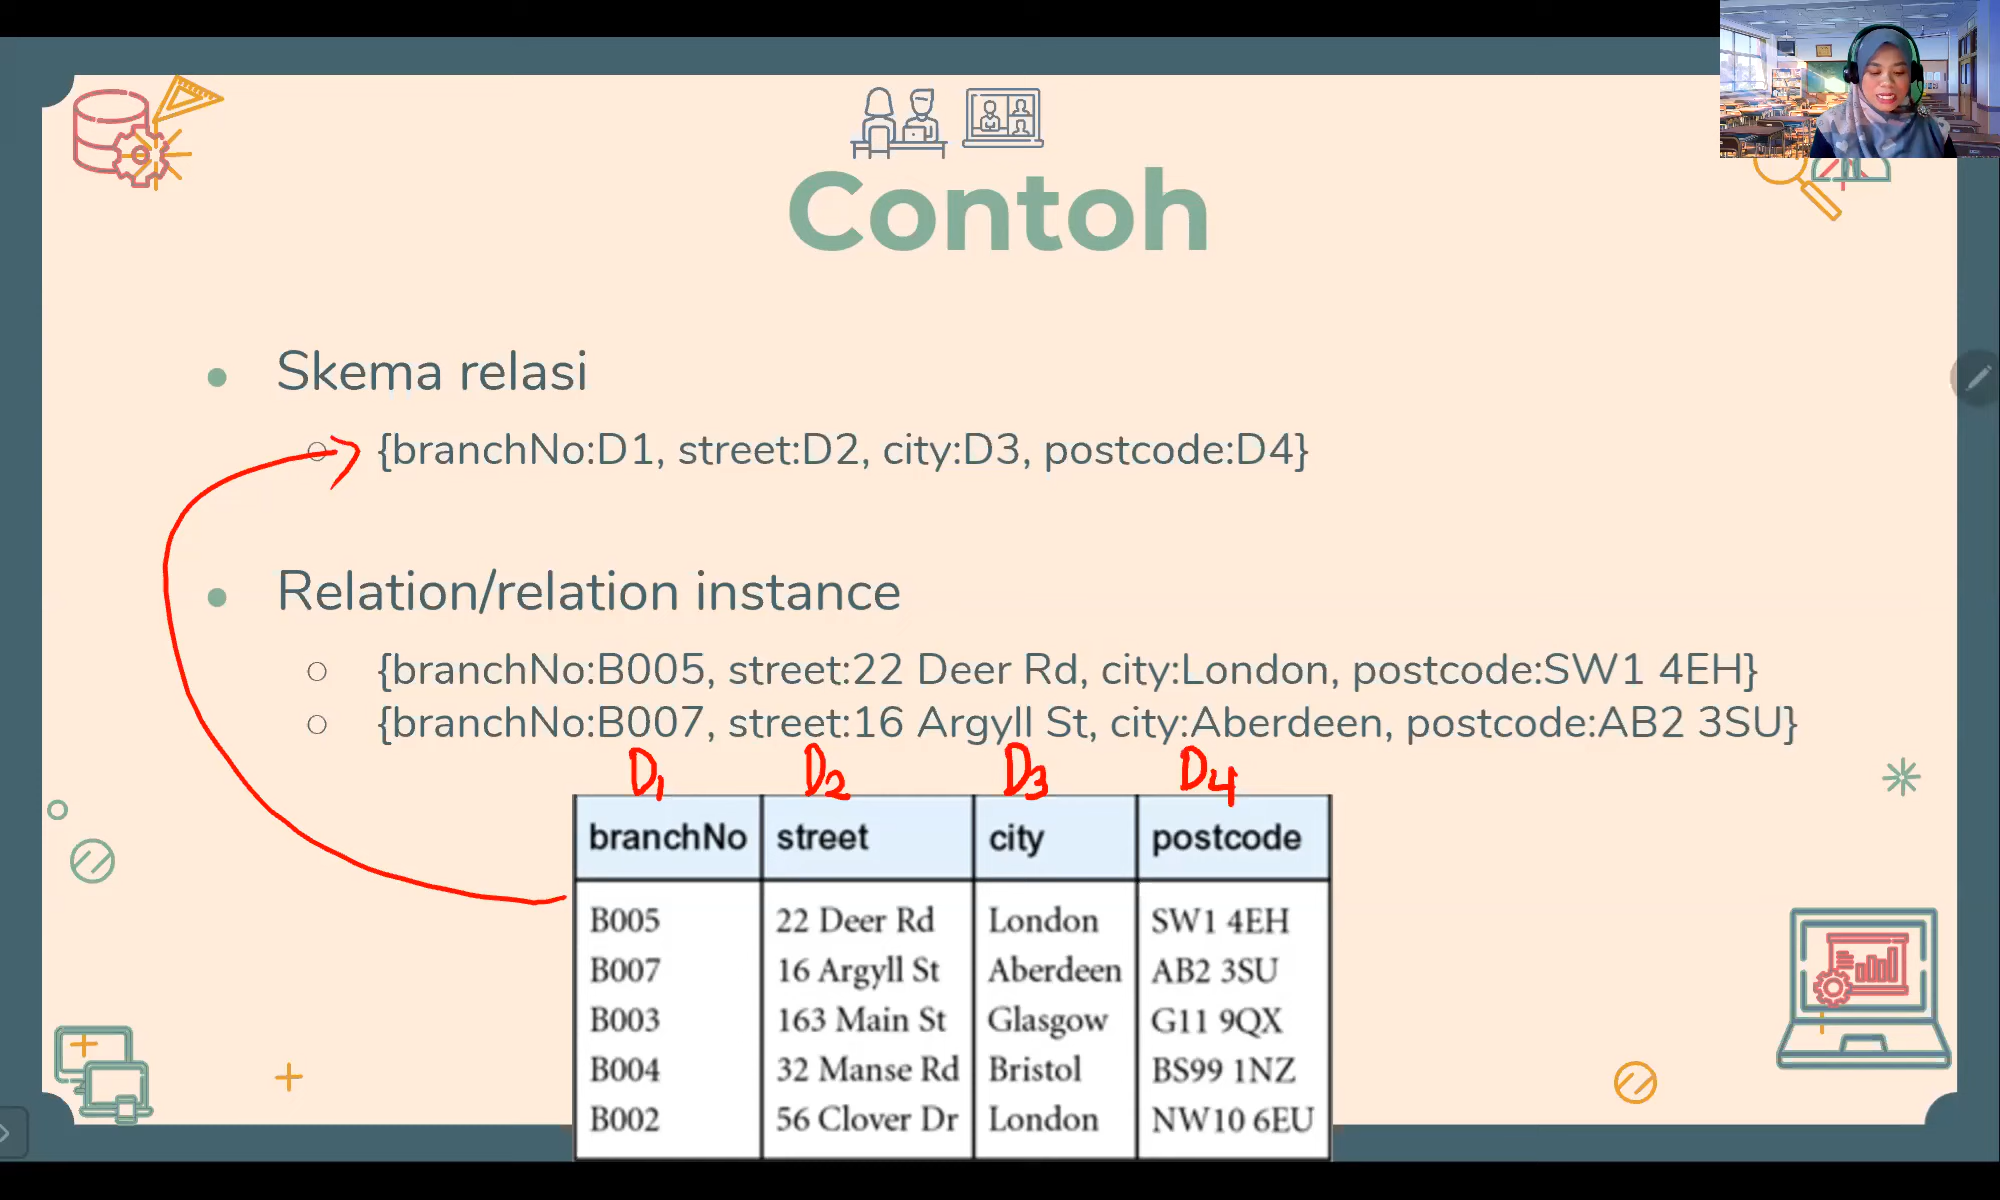 Contoh
Skema relasi
{branchNo:D1, street:D2, city:D3, postcode:D4}
Relation/relation instance
{branchNo:B005, street:22 Deer Rd, city:London, postcode:SW1 4EH}
{branchNo:B007, street:16 Argyll St, city:Aberdeen, postcode:AB2 3SU}
D1 D2 D3 D4
branchNo street city postcode
B005 22 Deer Rd London SW1 4EH
B007 16 Argyll St Aberdeen AB2 3SU
B003 163 Main St Glasgow G11 9QX
B004 32 Manse Rd Bristol BS99 1NZ
B002 56 Clover Dr London NW10 6EU